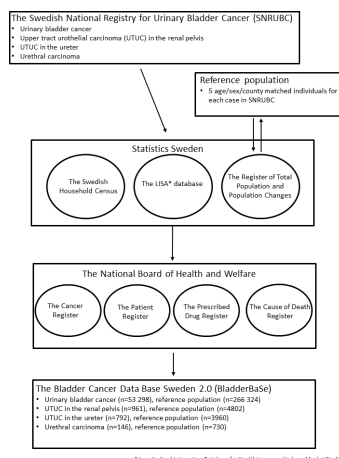 The Swedish National Registry for Urinary Bladder Cancer (SNRUBC)
• Urinary bladder cancer
• Upper tract urothelial carcinoma (UTUC) in the renal pelvis
• UTUC in the ureter
• Urethral carcinoma
Reference population
• 5 age/sex/county matched individuals for
each case in SNRUBC
Statistics Sweden
The Swedish
Household Census
The LISA* database
The Register of Total
Population and
Population Changes
The National Board of Health and Welfare
The Cancer
Register
The Patient
Register
The Prescribed
Drug Register
The Cause of Death
Register
The Bladder Cancer Data Base Sweden 2.0 (BladderBaSe)
• Urinary bladder cancer (n=53 298), reference population (n=266 324)
• UTUC in the renal pelvis (n=961), reference population (n=4802)
• UTUC in the ureter (n=792), reference population (n=3960)
• Urethral carcinoma (n=146), reference population (n=730)